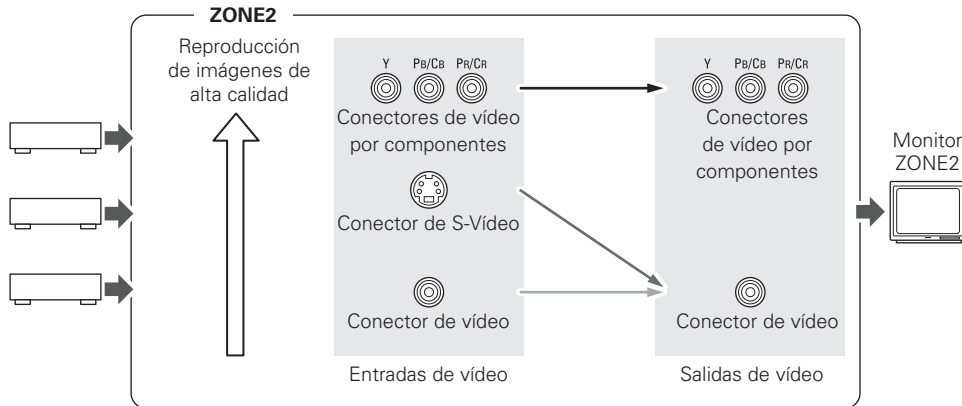 ZONE2
Reproducción
de imágenes de
alta calidad
Y PB/CB PR/CR
Conectores de vídeo
por componentes
Conector de S-Vídeo
Conector de vídeo
Entradas de vídeo
Y PB/CB PR/CR
Conectores
de vídeo por
componentes
Conector de vídeo
Salidas de vídeo
Monitor
ZONE2